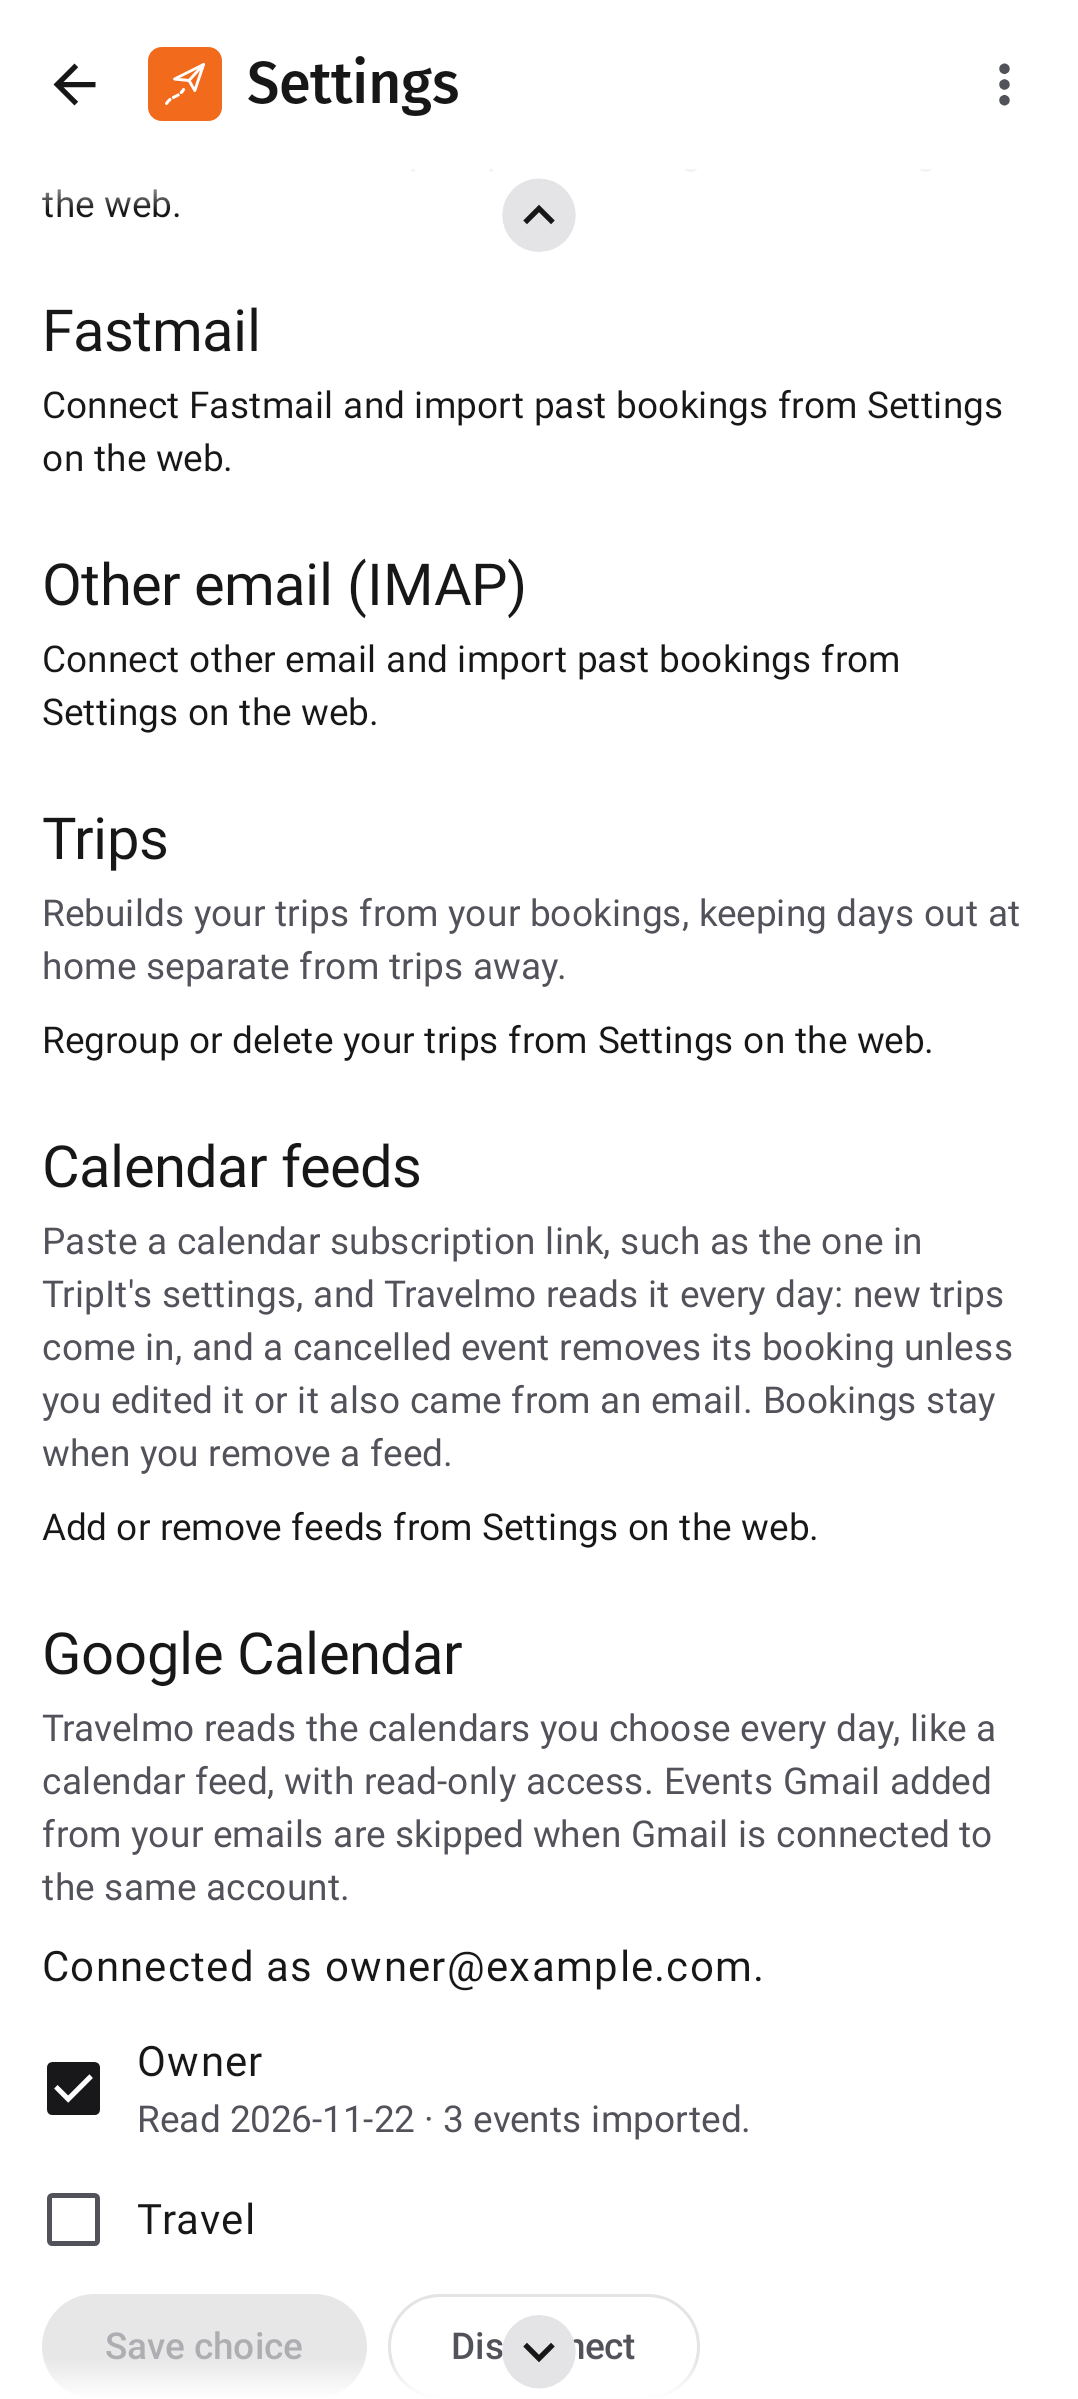 Settings
the web.
Fastmail
Connect Fastmail and import past bookings from Settings
on the web.
Other email (IMAP)
Connect other email and import past bookings from
Settings on the web.
Trips
Rebuilds your trips from your bookings, keeping days out at
home separate from trips away.
Regroup or delete your trips from Settings on the web.
Calendar feeds
Paste a calendar subscription link, such as the one in
TripIt's settings, and Travelmo reads it every day: new trips
come in, and a cancelled event removes its booking unless
you edited it or it also came from an email. Bookings stay
when you remove a feed.
Add or remove feeds from Settings on the web.
Google Calendar
Travelmo reads the calendars you choose every day, like a
calendar feed, with read-only access. Events Gmail added
from your emails are skipped when Gmail is connected to
the same account.
Connected as owner@example.com.
Owner
Read 2026-11-22 · 3 events imported.
Travel
Save choice